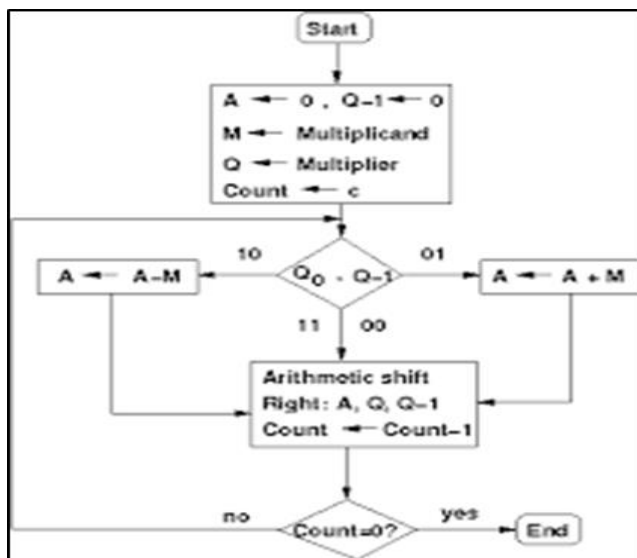 Start
A ← 0 , Q-1 ← 0
M ← Multiplicand
Q ← Multiplier
Count ← c
10
01
A ← A-M
Q0 . Q-1
A ← A + M
11 00
Arithmetic shift
Right: A, Q, Q-1
Count ← Count-1
no
Count=0?
yes
End